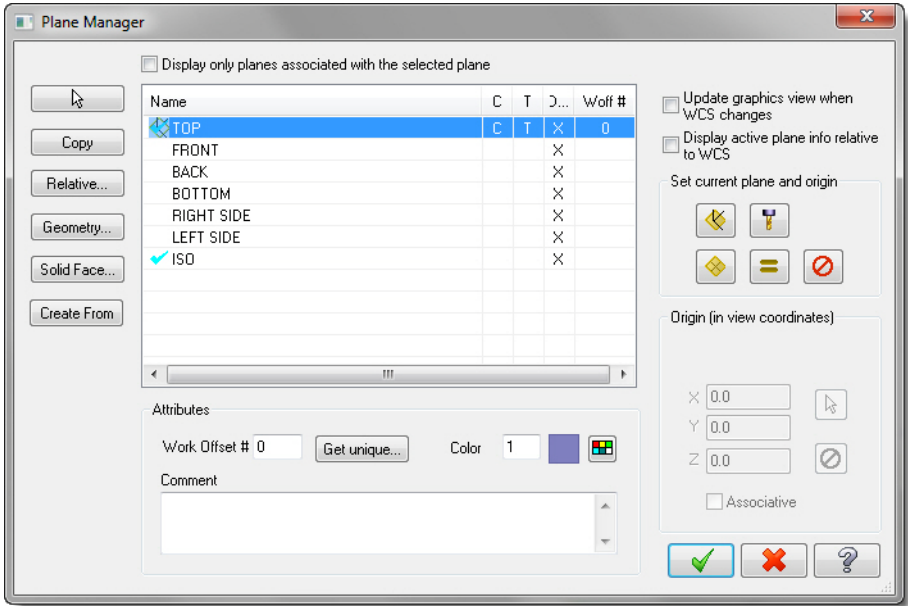 Plane Manager
Display only planes associated with the selected plane
Copy
Relative...
Geometry...
Solid Face...
Create From
Name C T D... Woff #
TOP C T X 0
FRONT X
BACK X
BOTTOM X
RIGHT SIDE X
LEFT SIDE X
ISO X
Attributes
Work Offset # 0 Get unique... Color 1
Comment
Update graphics view when
WCS changes
Display active plane info relative
to WCS
Set current plane and origin
Origin (in view coordinates)
X 0.0
Y 0.0
Z 0.0
Associative